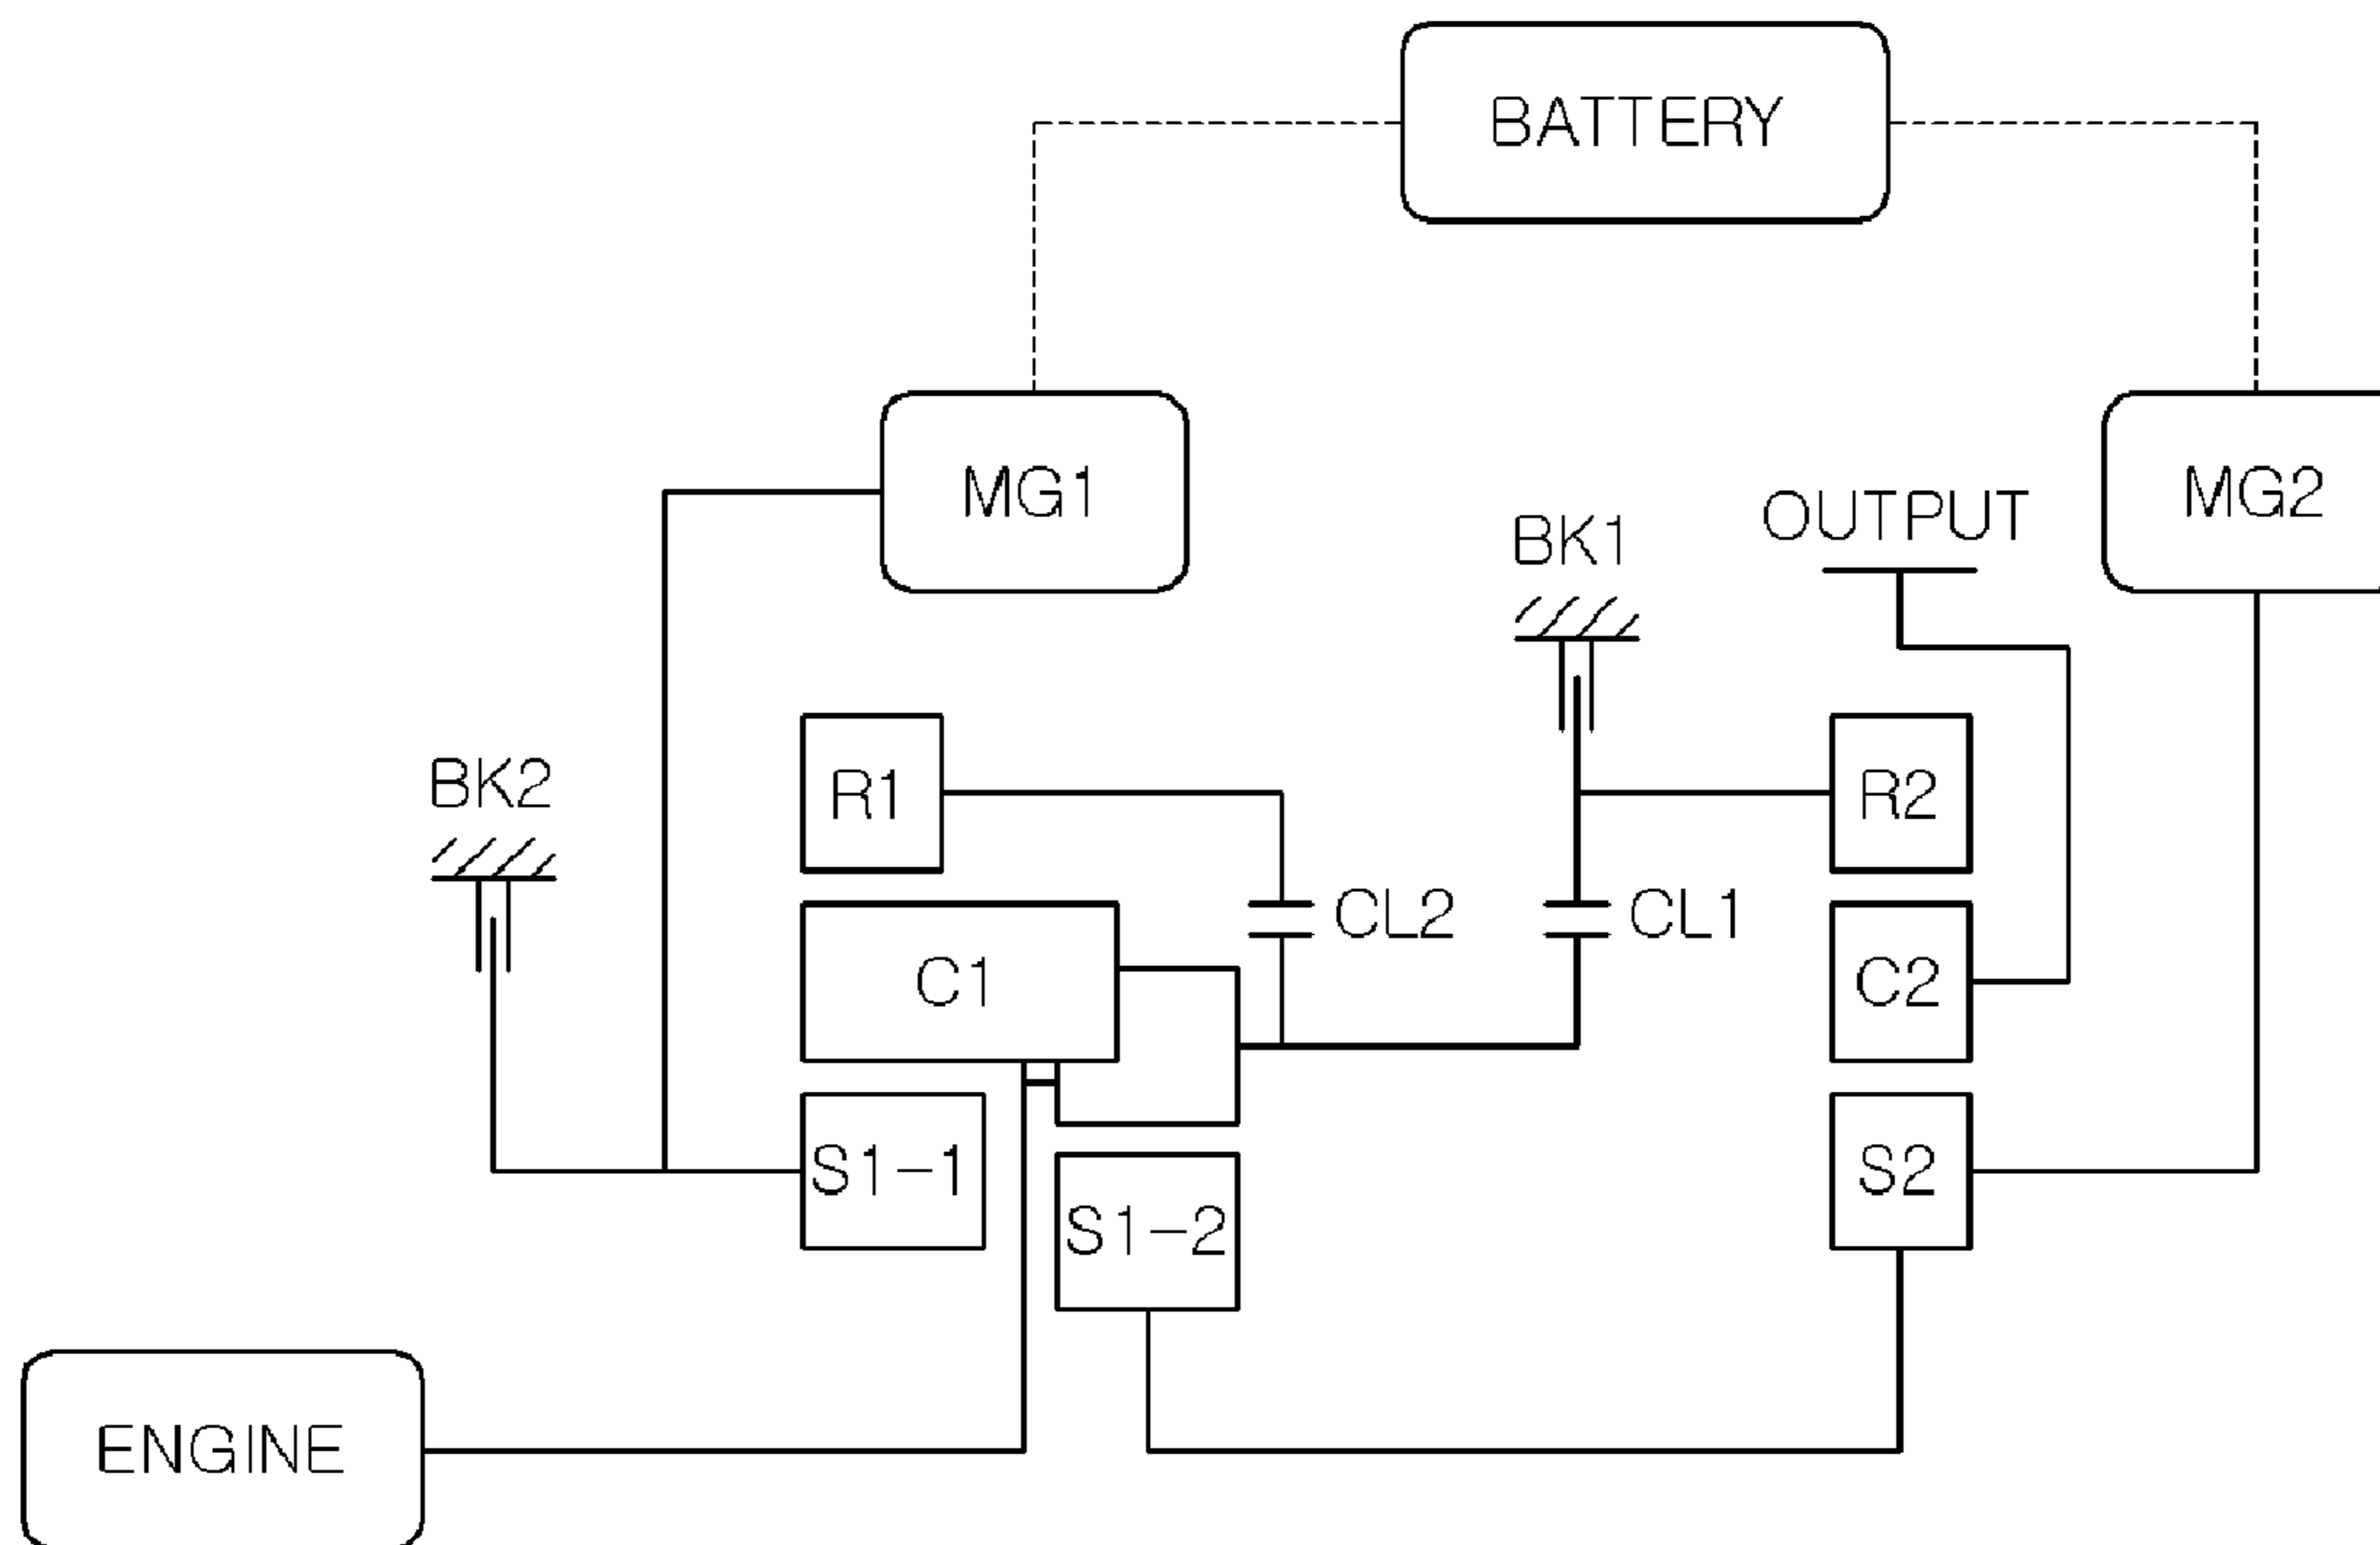 BATTERY
MG1
MG2
OUTPUT
BK1
BK2
R1
R2
CL2
CL1
C1
C2
S1-1
S2
S1-2
ENGINE